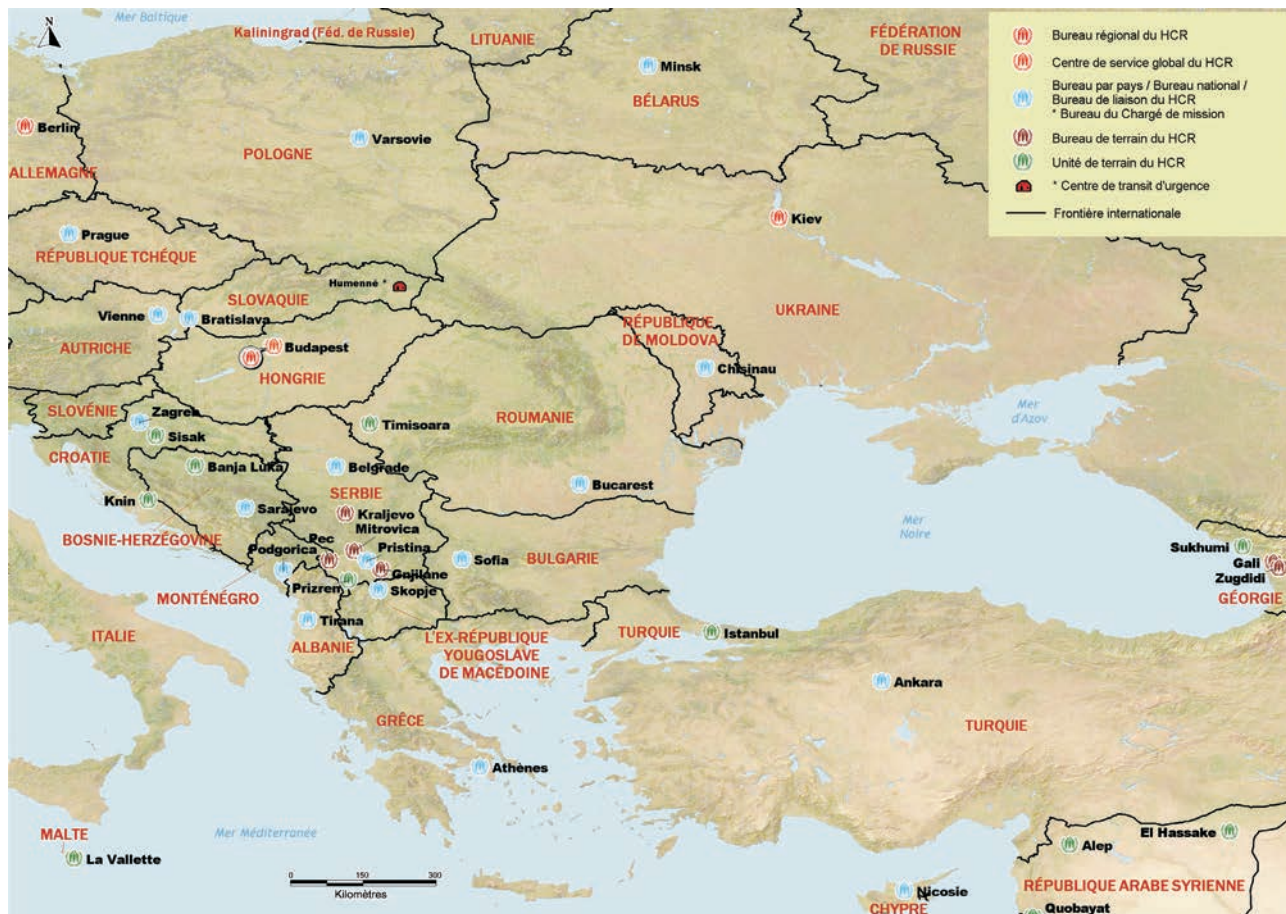 N
Mer Baltique
Kaliningrad (Féd. de Russie)
LITUANIE
FÉDÉRATION
DE RUSSIE
Minsk
BÉLARUS
Berlin
Varsovie
POLOGNE
ALLEMAGNE
Kiev
Prague
RÉPUBLIQUE TCHÈQUE
Humenné *
SLOVAQUIE
Vienne
Bratislava
UKRAINE
RÉPUBLIQUE
DE MOLDOVA
AUTRICHE
Budapest
HONGRIE
Chisinau
SLOVÉNIE
Zagreb
Sisak
Timisoara
ROUMANIE
Mer
d'Azov
CROATIE
Banja Luka
Belgrade
Bucarest
Knin
Sarajevo
SERBIE
Kraljevo
Mitrovica
BOSNIE-HERZÉGOVINE
Pec
Podgorica
Pristina
Sofia
BULGARIE
Mer
Noire
Gnjilane
Prizren
Skopje
MONTÉNÉGRO
Sukhumi
Gali
Zugdidi
GÉORGIE
Tirana
ITALIE
ALBANIE
L'EX-RÉPUBLIQUE
YOUGOSLAVE
DE MACÉDOINE
TURQUIE
Istanbul
Ankara
GRÈCE
TURQUIE
Athènes
MALTE
Mer Méditerranée
La Vallette
0 75 150 300
Kilomètres
Nicosie
CHYPRE
El Hassake
Alep
RÉPUBLIQUE ARABE SYRIENNE
Quobayat
Bureau régional du HCR
Centre de service global du HCR
Bureau par pays / Bureau national /
Bureau de liaison du HCR
* Bureau du Chargé de mission
Bureau de terrain du HCR
Unité de terrain du HCR
* Centre de transit d'urgence
Frontière internationale